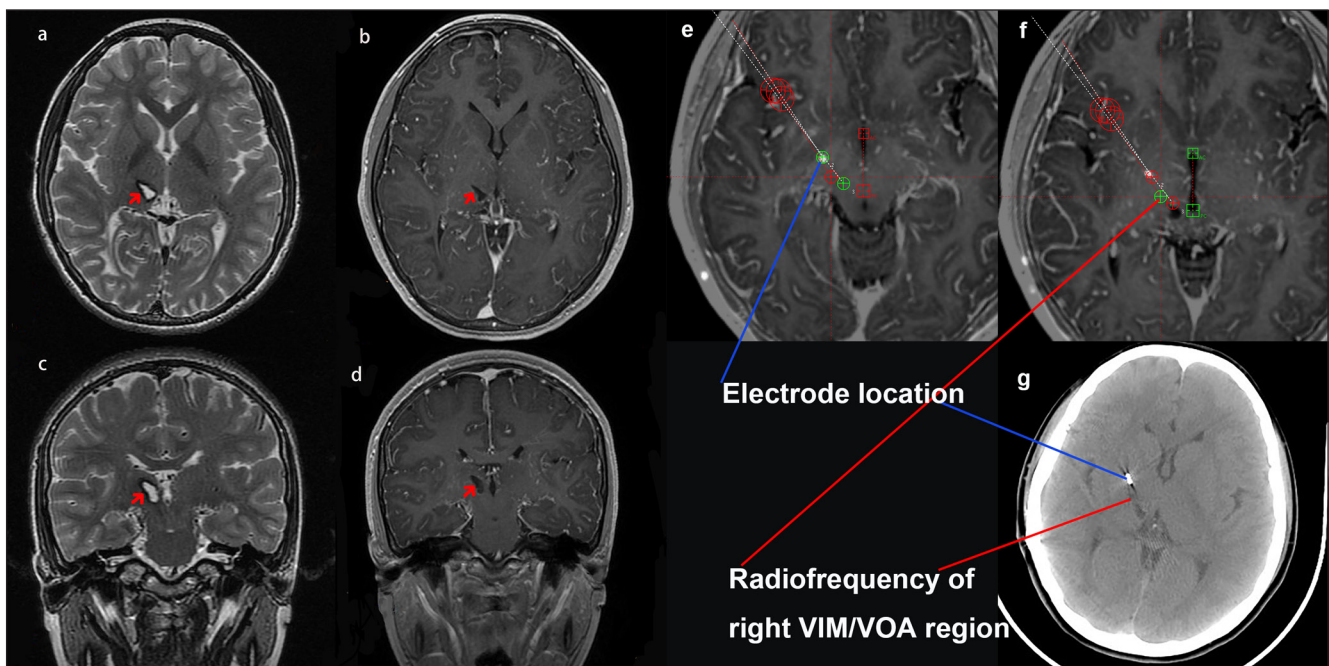 a
b
c
d
e
f
g
Electrode location
Radiofrequency of
right VIM/VOA region